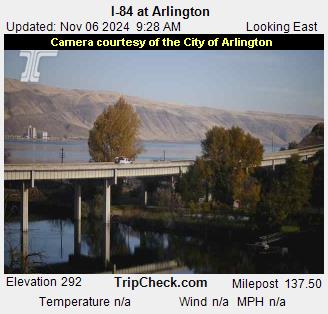 I-84 at Arlington
Updated: Nov 06 2024 9:28 AM Looking East
Camera courtesy of the City of Arlington
Elevation 292 TripCheck.com Milepost 137.50
Temperature n/a Wind n/a MPH n/a